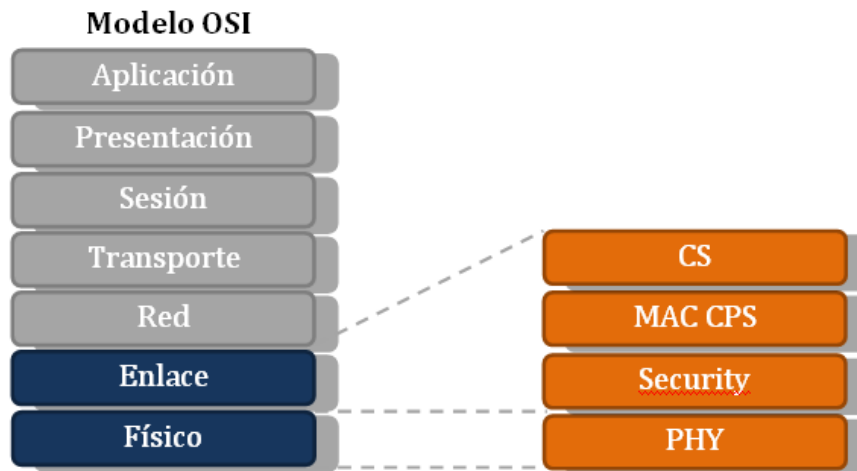 Modelo OSI
Aplicación
Presentación
Sesión
Transporte
Red
Enlace
Físico
CS
MAC CPS
Security
PHY